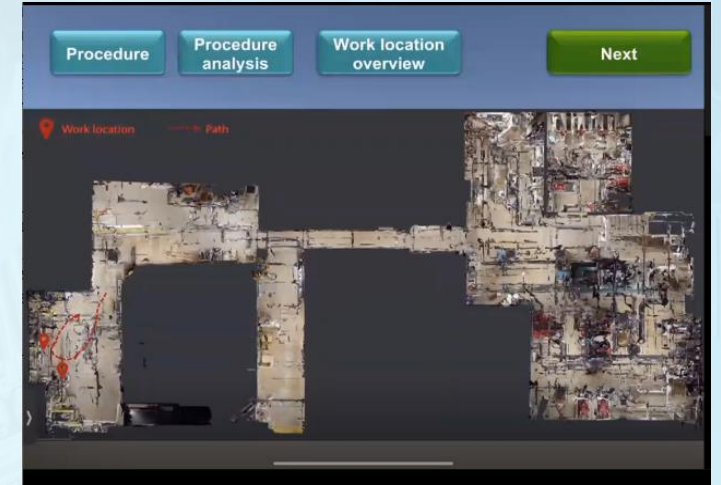 Procedure
Procedure
analysis
Work location
overview
Next
Work location
Path